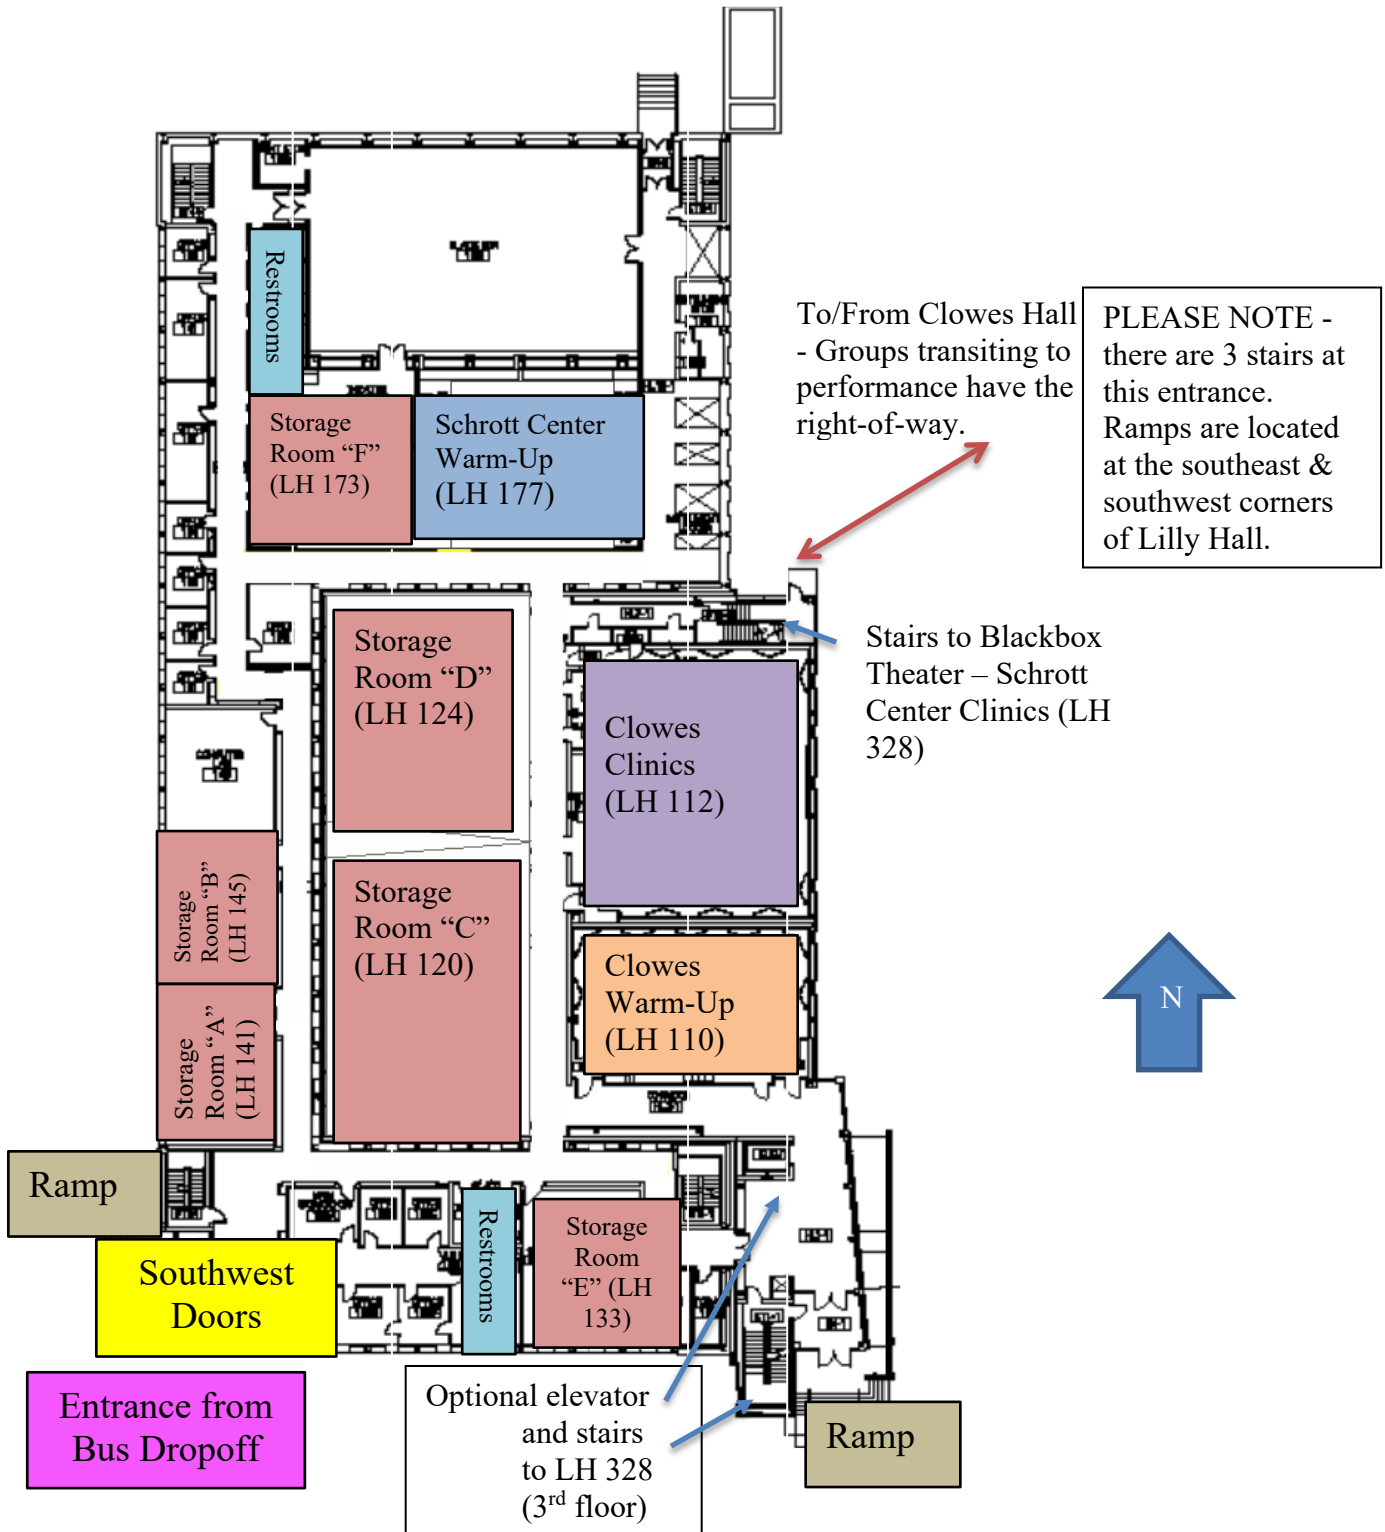 Restrooms
To/From Clowes Hall
- Groups transiting to
performance have the
right-of-way.
PLEASE NOTE -
there are 3 stairs at
this entrance.
Ramps are located
at the southeast &
southwest corners
of Lilly Hall.
Storage
Room “F”
(LH 173)
Schrott Center
Warm-Up
(LH 177)
Stairs to Blackbox
Theater – Schrott
Center Clinics (LH
328)
Storage
Room “D”
(LH 124)
Clowes
Clinics
(LH 112)
Storage
Room “B”
(LH 145)
Storage
Room “C”
(LH 120)
Clowes
Warm-Up
(LH 110)
N
Storage
Room “A”
(LH 141)
Ramp
Southwest
Doors
Restrooms
Storage
Room
“E” (LH
133)
Entrance from
Bus Dropoff
Optional elevator
and stairs
to LH 328
(3rd floor)
Ramp